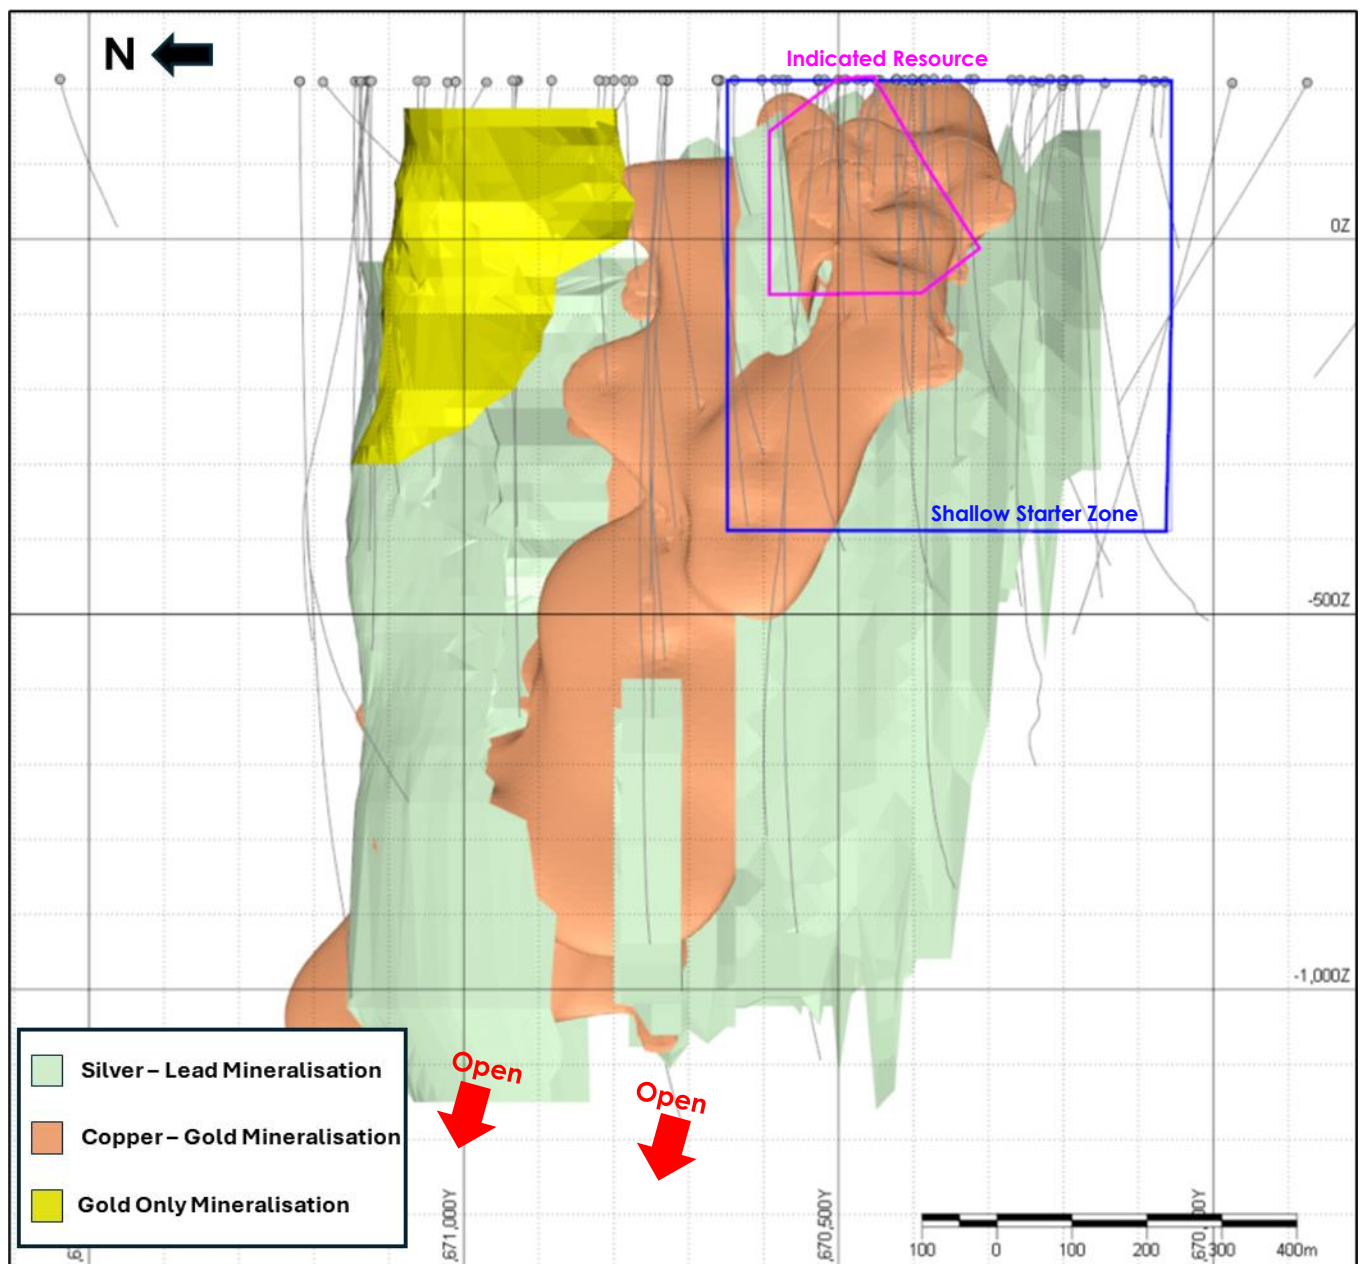 N
Indicated Resource
0Z
Shallow Starter Zone
-500Z
-1,000Z
Silver – Lead Mineralisation
Copper – Gold Mineralisation
Gold Only Mineralisation
Open
Open
,671,000Y
,670,500Y
100 0 100 200 300 400m